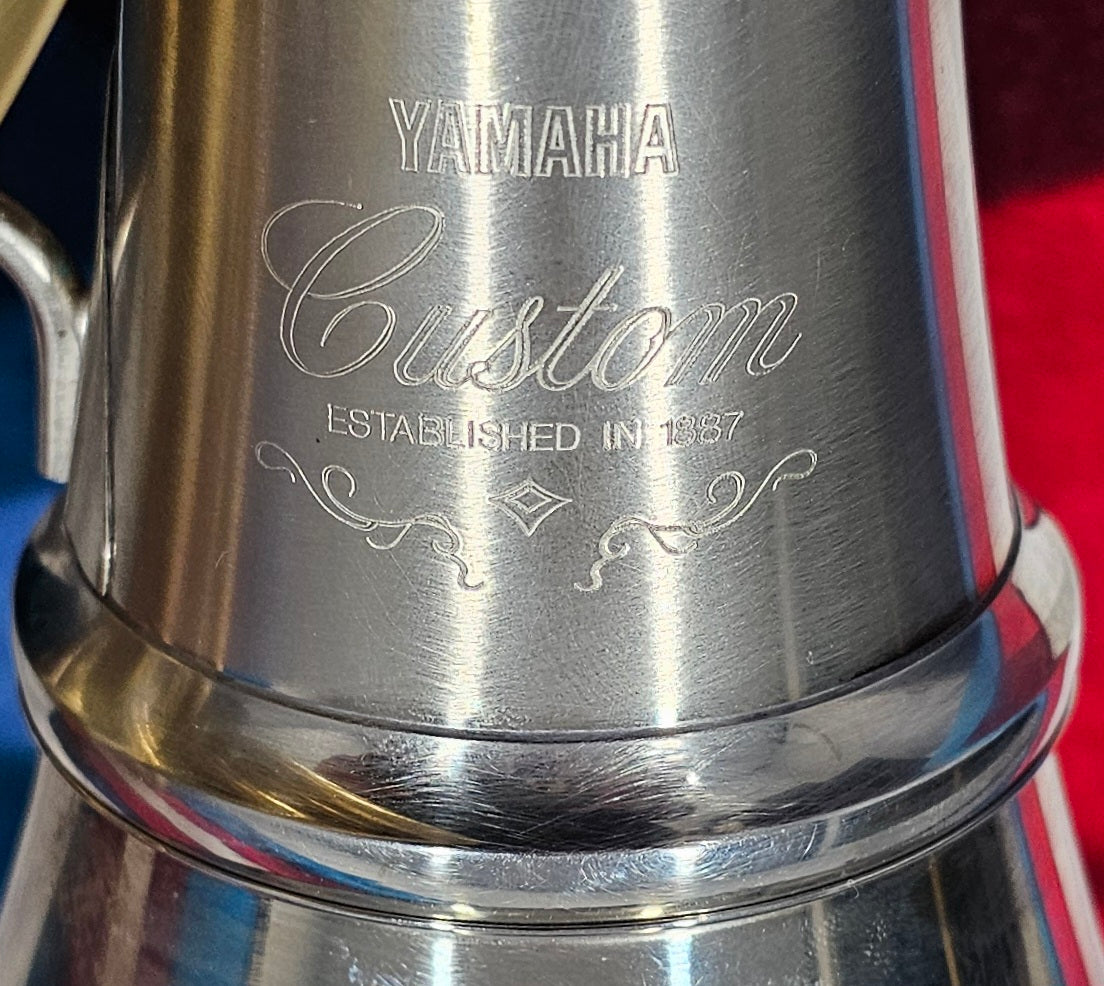 YAMAHA
Custom
ESTABLISHED IN 1887